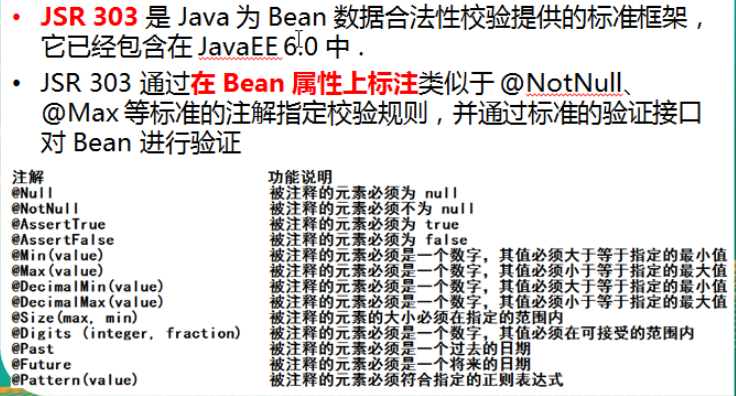 • JSR 303 是 Java 为 Bean 数据合法性校验提供的标准框架，
它已经包含在 JavaEE 6.0 中 .
• JSR 303 通过在 Bean 属性上标注类似于 @NotNull、
@Max 等标准的注解指定校验规则，并通过标准的验证接口
对 Bean 进行验证
注解 功能说明
@Null 被注释的元素必须为 null
@NotNull 被注释的元素必须不为 null
@AssertTrue 被注释的元素必须为 true
@AssertFalse 被注释的元素必须为 false
@Min(value) 被注释的元素必须是一个数字，其值必须大于等于指定的最小值
@Max(value) 被注释的元素必须是一个数字，其值必须小于等于指定的最大值
@DecimalMin(value) 被注释的元素必须是一个数字，其值必须大于等于指定的最小值
@DecimalMax(value) 被注释的元素必须是一个数字，其值必须小于等于指定的最大值
@Size(max, min) 被注释的元素的大小必须在指定的范围内
@Digits (integer, fraction) 被注释的元素必须是一个数字，其值必须在可接受的范围内
@Past 被注释的元素必须是一个过去的日期
@Future 被注释的元素必须是一个将来的日期
@Pattern(value) 被注释的元素必须符合指定的正则表达式